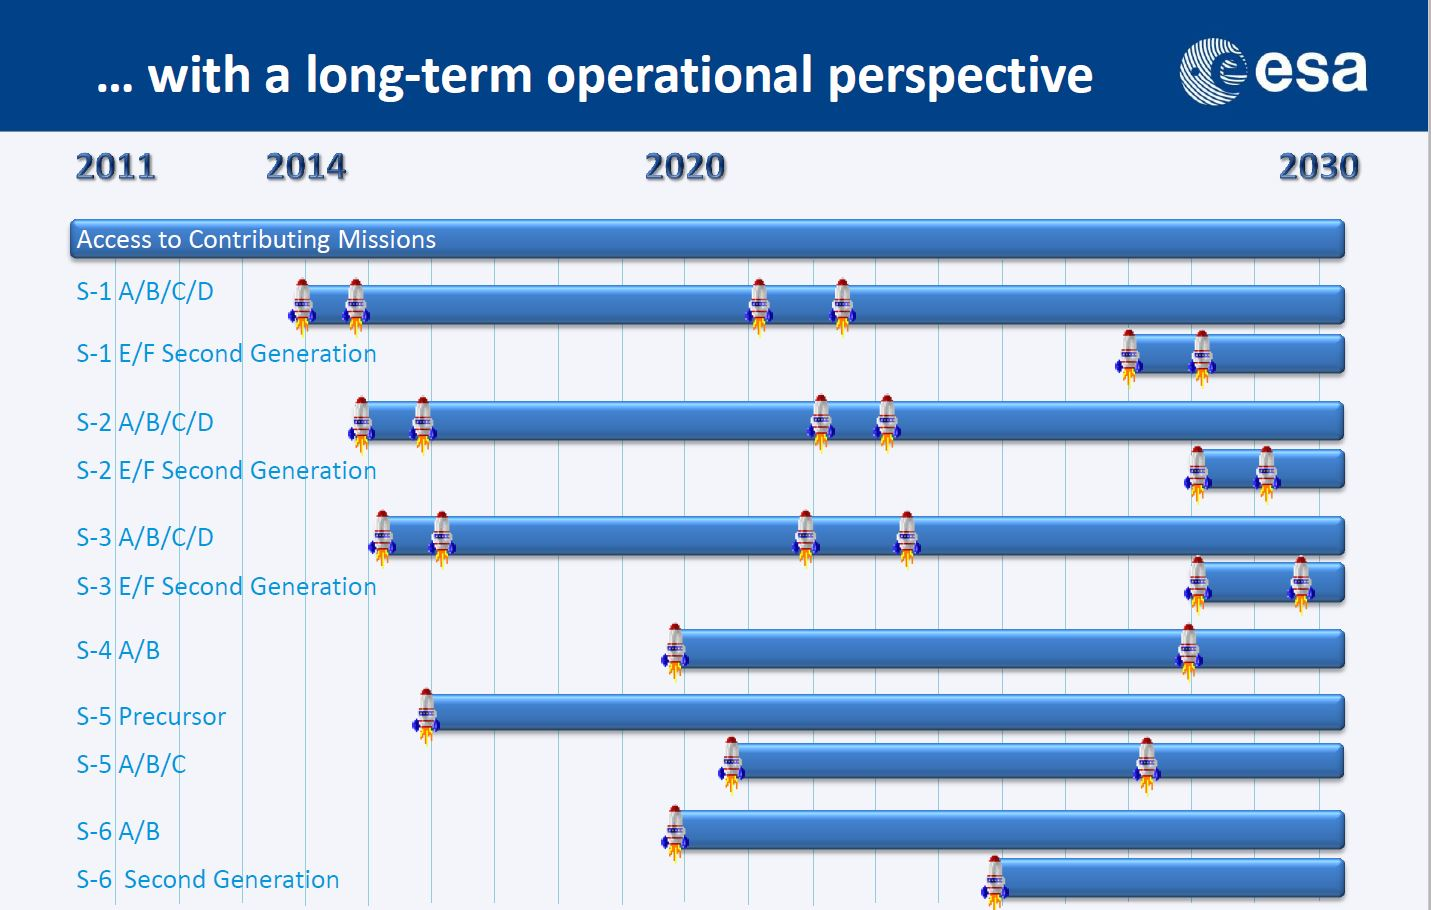 … with a long-term operational perspective
esa
2011 2014 2020 2030
Access to Contributing Missions
S-1 A/B/C/D
S-1 E/F Second Generation
S-2 A/B/C/D
S-2 E/F Second Generation
S-3 A/B/C/D
S-3 E/F Second Generation
S-4 A/B
S-5 Precursor
S-5 A/B/C
S-6 A/B
S-6 Second Generation